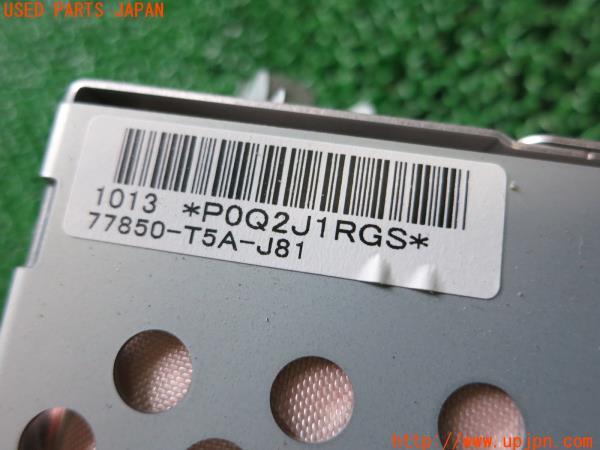 USED PARTS JAPAN
1013 *P0Q2J1RGS*
77850-T5A-J81
http://www.upjpn.com